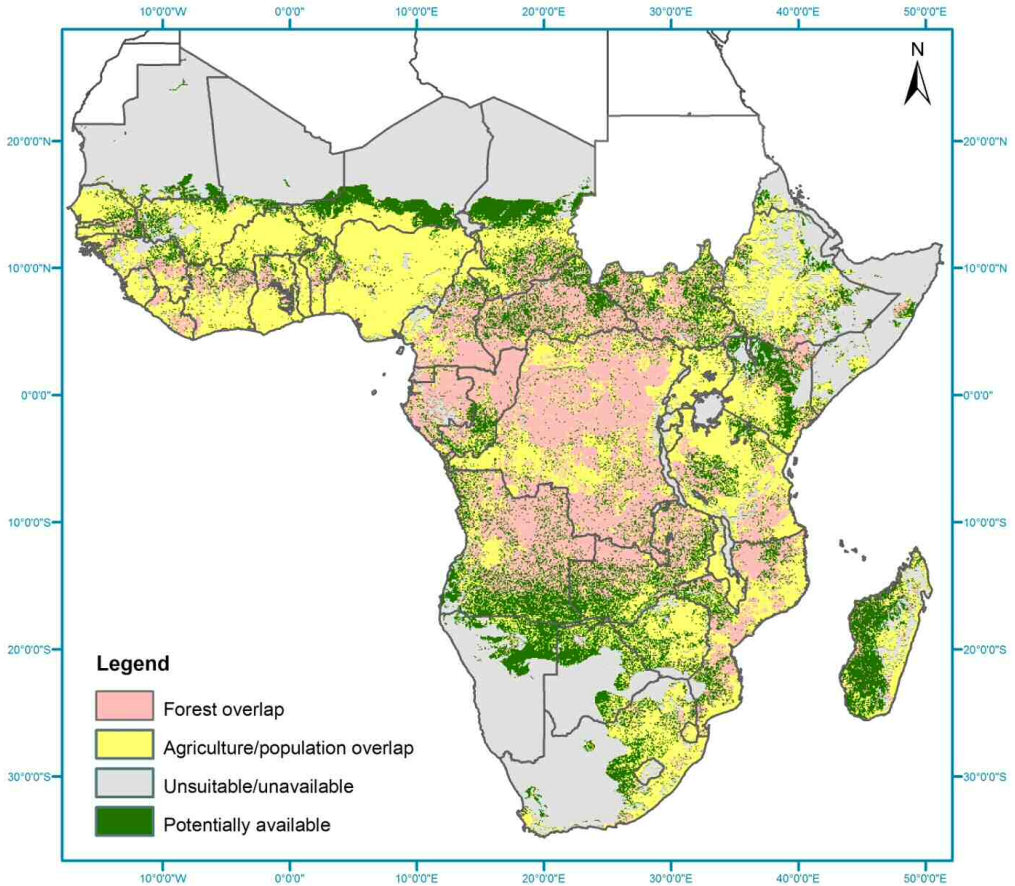 10°0'0"W 0°0'0" 10°0'0"E 20°0'0"E 30°0'0"E 40°0'0"E 50°0'0"E
N
20°0'0"N 20°0'0"N
10°0'0"N 10°0'0"N
0°0'0" 0°0'0"
10°0'0"S 10°0'0"S
20°0'0"S 20°0'0"S
Legend
Forest overlap
Agriculture/population overlap
30°0'0"S 30°0'0"S
Unsuitable/unavailable
Potentially available
10°0'0"W 0°0'0" 10°0'0"E 20°0'0"E 30°0'0"E 40°0'0"E 50°0'0"E